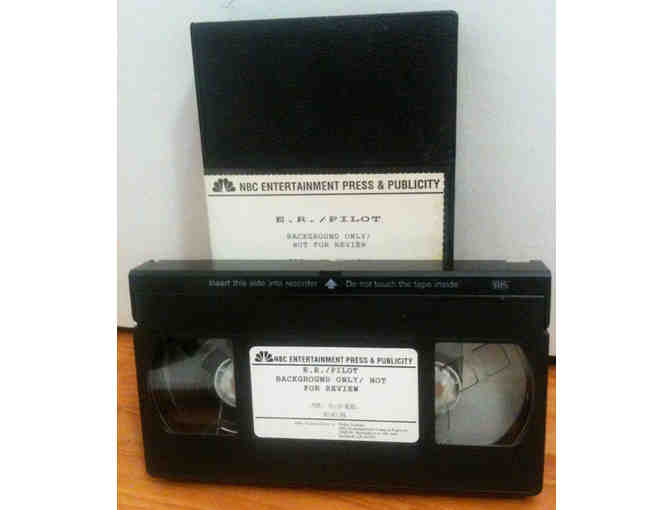 NBC ENTERTAINMENT PRESS & PUBLICITY
E.R./PILOT
BACKGROUND ONLY/
NOT FOR REVIEW
Insert this side into recorder Do not touch the tape inside VHS
NBC ENTERTAINMENT PRESS & PUBLICITY
E.R./PILOT
BACKGROUND ONLY/ NOT
FOR REVIEW